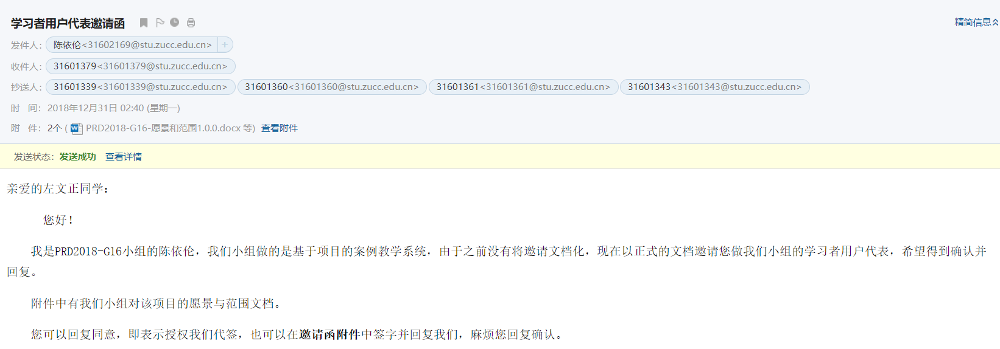 学习者用户代表邀请函
精简信息
发件人：陈依伦<31602169@stu.zucc.edu.cn> +
收件人：31601379<31601379@stu.zucc.edu.cn>
抄送人：31601339<31601339@stu.zucc.edu.cn> 31601360<31601360@stu.zucc.edu.cn> 31601361<31601361@stu.zucc.edu.cn> 31601343<31601343@stu.zucc.edu.cn>
时 间：2018年12月31日 02:40 (星期一)
附 件：2个 ( PRD2018-G16-愿景和范围1.0.0.docx 等) 查看附件
发送状态：发送成功 查看详情
亲爱的左文正同学：
您好！
我是PRD2018-G16小组的陈依伦，我们小组做的是基于项目的案例教学系统，由于之前没有将邀请文档化，现在以正式的文档邀请您做我们小组的学习者用户代表，希望得到确认并
回复。
附件中有我们小组对该项目的愿景与范围文档。
您可以回复同意，即表示授权我们代签，也可以在邀请函附件中签字并回复我们，麻烦您回复确认。